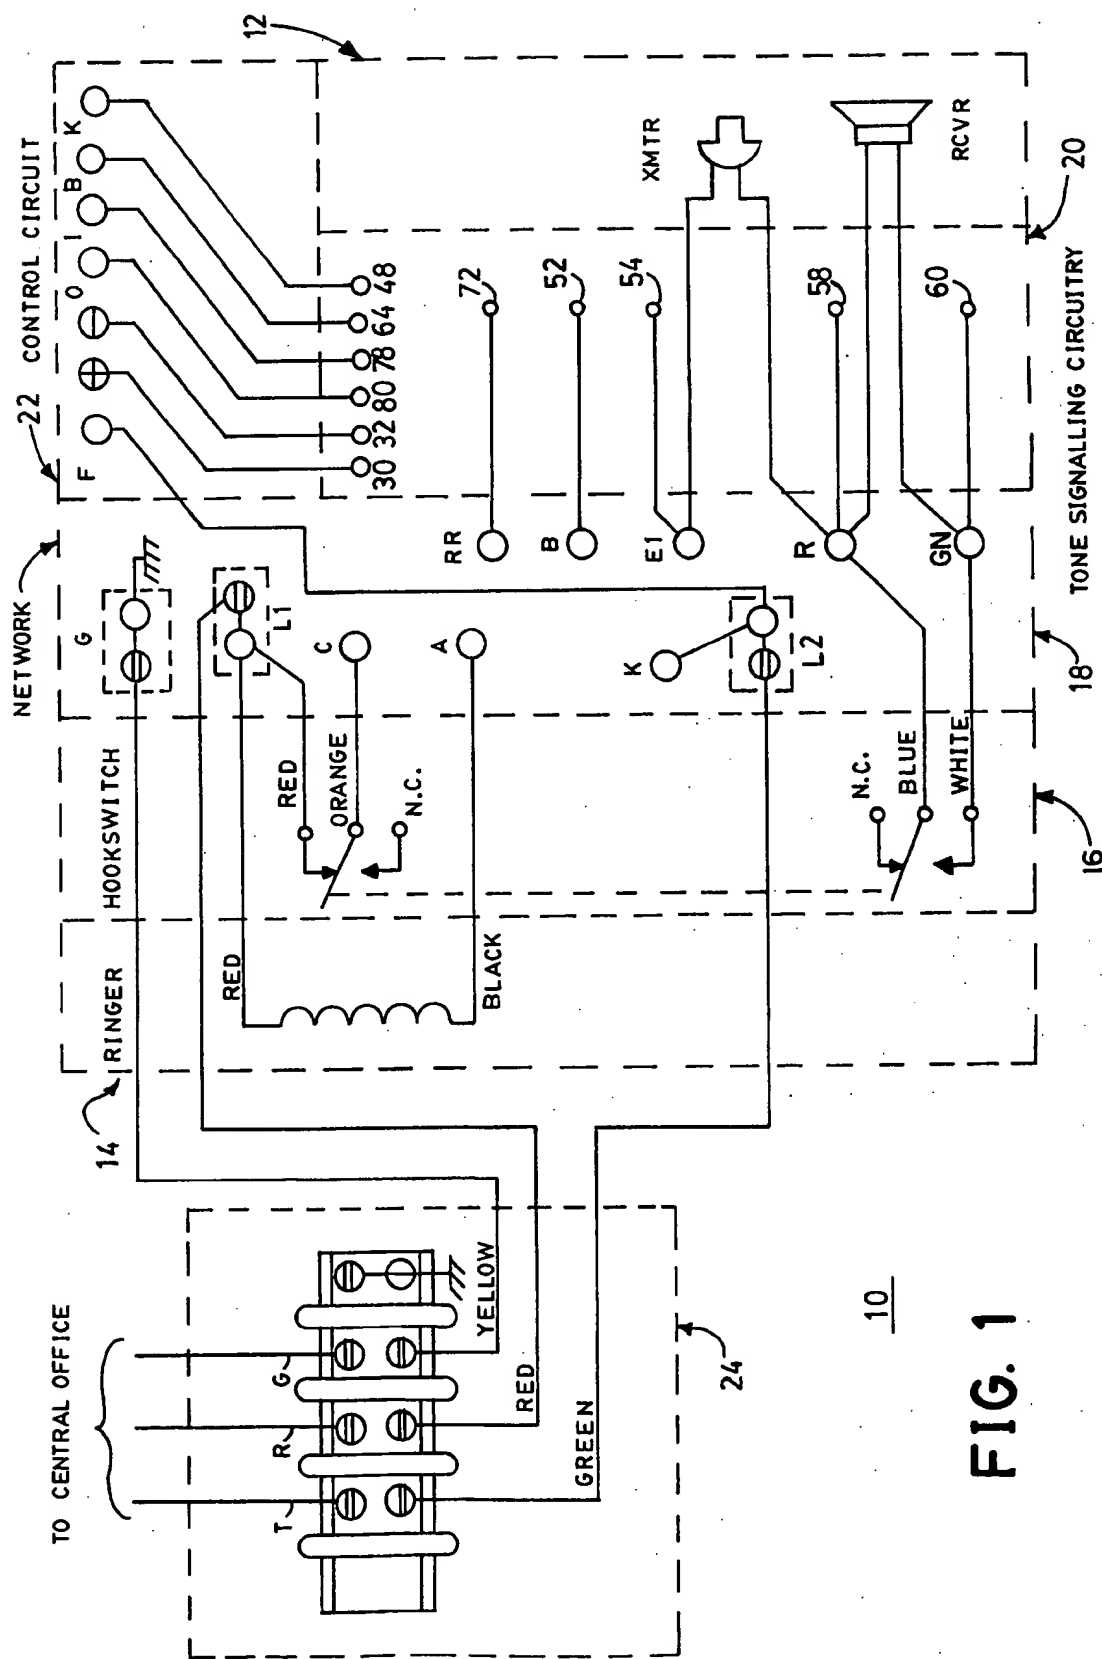 12
CONTROL CIRCUIT
22
F
O
I
B
K
NETWORK
30
32
80
78
64
48
G
L1
C
A
K
L2
RR
B
E1
R
GN
72
52
54
58
60
XMTR
RCVR
20
TONE SIGNALLING CIRCUITRY
18
HOOKSWITCH
RED
ORANGE
N.C.
N.C.
BLUE
WHITE
16
RINGER
RED
BLACK
14
TO CENTRAL OFFICE
T
R
G
YELLOW
RED
GREEN
24
10
FIG. 1